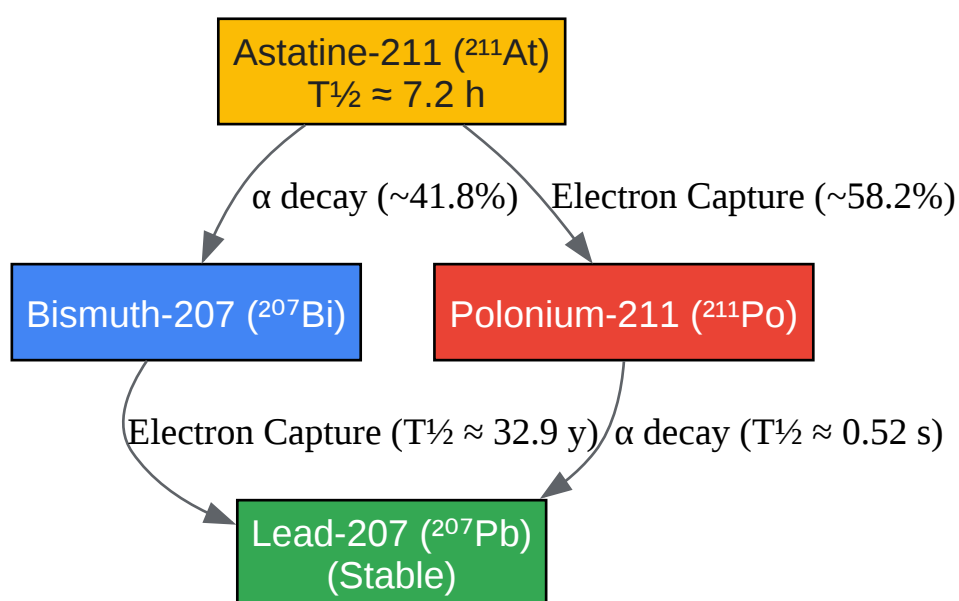 Astatine-211 (²¹¹At)
T½ ≈ 7.2 h
α decay (~41.8%)
Electron Capture (~58.2%)
Bismuth-207 (²⁰⁷Bi)
Polonium-211 (²¹¹Po)
Electron Capture (T½ ≈ 32.9 y)
α decay (T½ ≈ 0.52 s)
Lead-207 (²⁰⁷Pb)
(Stable)